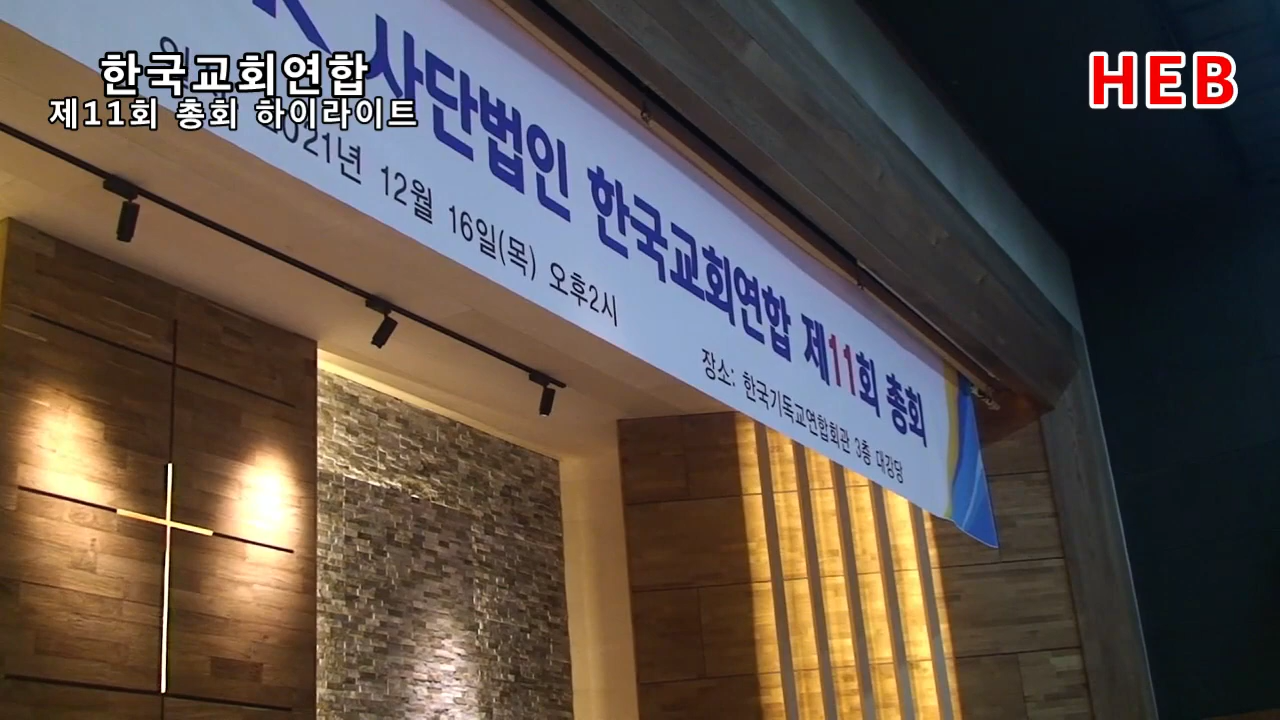 한국교회연합
제11회 총회 하이라이트
HEB
사단법인 한국교회연합 제11회 총회
2021년 12월 16일(목) 오후2시
장소: 한국기독교연합회관 3층 대강당